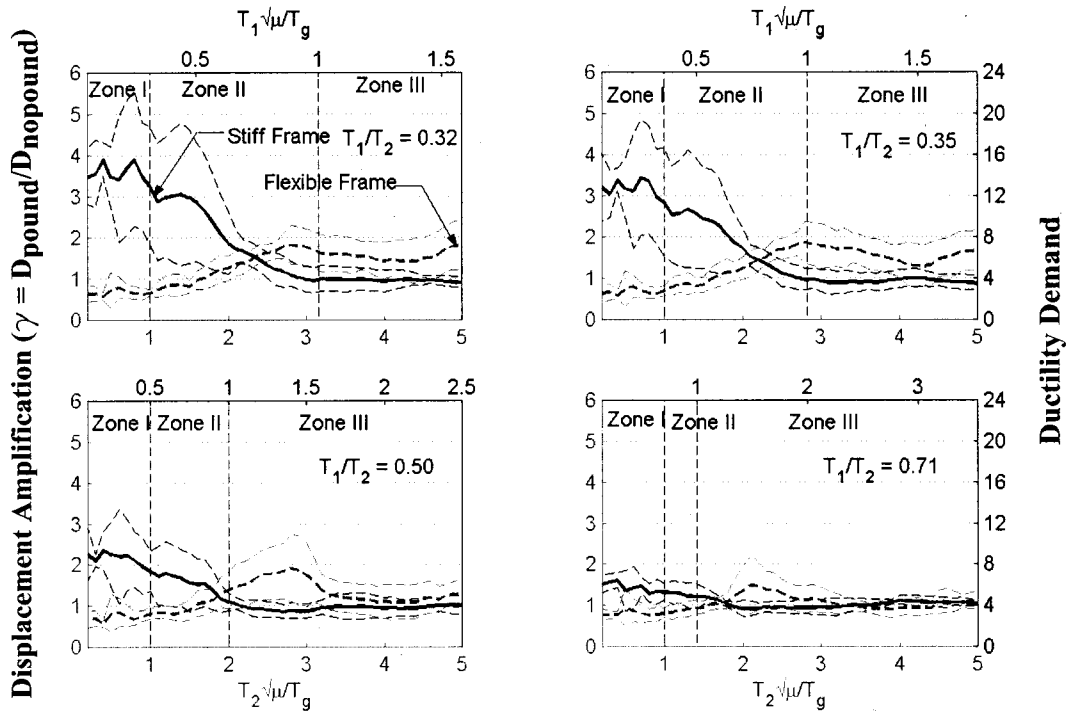 Displacement Amplification (γ = D_pound/D_nopound)
T₁√μ/T_g
0.5 1 1.5
Zone I Zone II Zone III
Stiff Frame
T₁/T₂ = 0.32
Flexible Frame
6
5
4
3
2
1
0
1 2 3 4 5
T₁√μ/T_g
0.5 1 1.5
Zone I Zone II Zone III
T₁/T₂ = 0.35
6
5
4
3
2
1
0
24
20
16
12
8
4
0
1 2 3 4 5
0.5 1 1.5 2 2.5
Zone I Zone II Zone III
T₁/T₂ = 0.50
6
5
4
3
2
1
0
1 2 3 4 5
T₂√μ/T_g
1 2 3
Zone I Zone II Zone III
T₁/T₂ = 0.71
6
5
4
3
2
1
0
24
20
16
12
8
4
0
1 2 3 4 5
T₂√μ/T_g
Ductility Demand